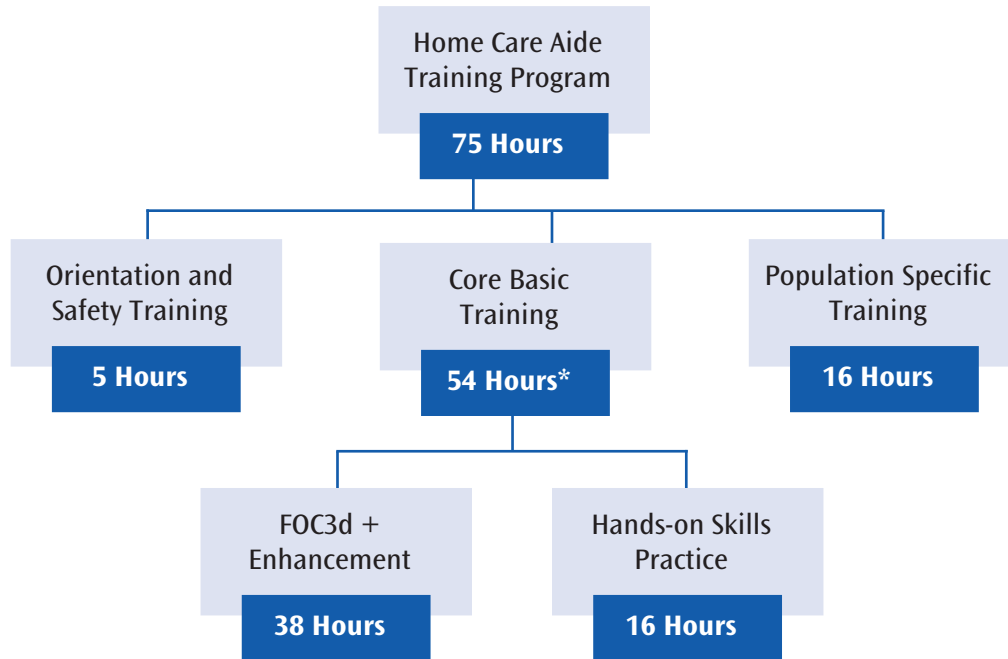 Home Care Aide
Training Program
75 Hours
Orientation and
Safety Training
5 Hours
Core Basic
Training
54 Hours*
Population Specific
Training
16 Hours
FOC3d +
Enhancement
38 Hours
Hands-on Skills
Practice
16 Hours